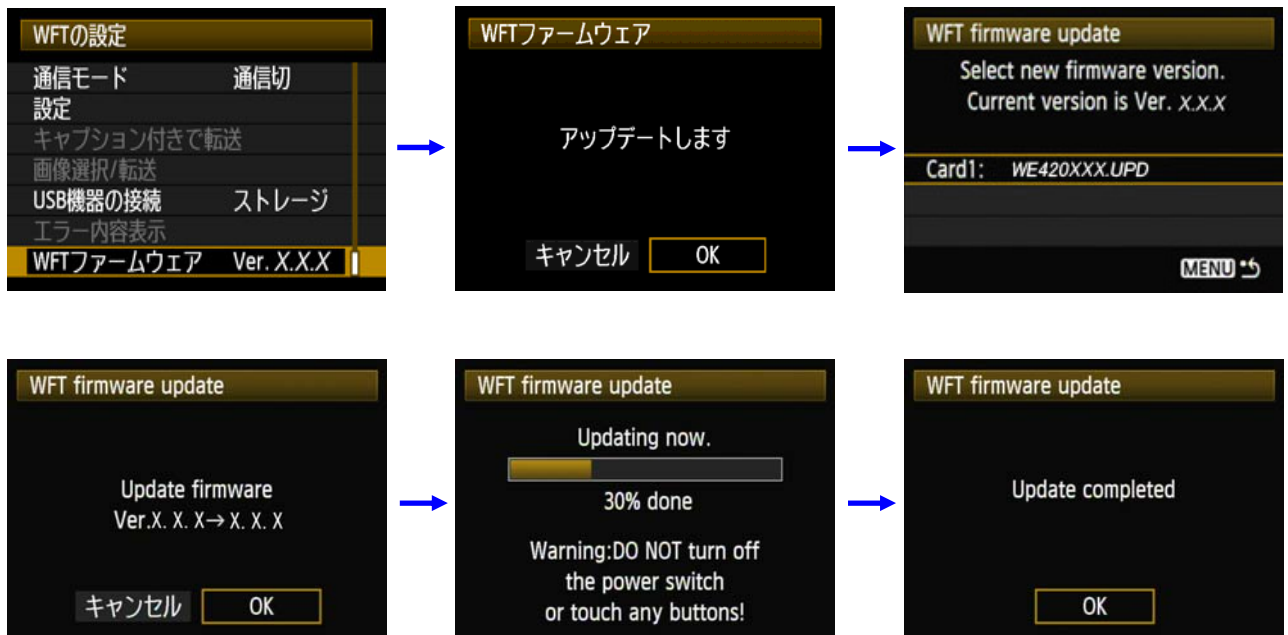 WFTの設定
通信モード 通信切
設定
キャプション付きで転送
画像選択/転送
USB機器の接続 ストレージ
エラー内容表示
WFTファームウェア Ver. X.X.X
WFTファームウェア
アップデートします
キャンセル OK
WFT firmware update
Select new firmware version.
Current version is Ver. X.X.X
Card1: WE420XXX.UPD
MENU
WFT firmware update
Update firmware
Ver.X. X. X→X. X. X
キャンセル OK
WFT firmware update
Updating now.
30% done
Warning:DO NOT turn off
the power switch
or touch any buttons!
WFT firmware update
Update completed
OK